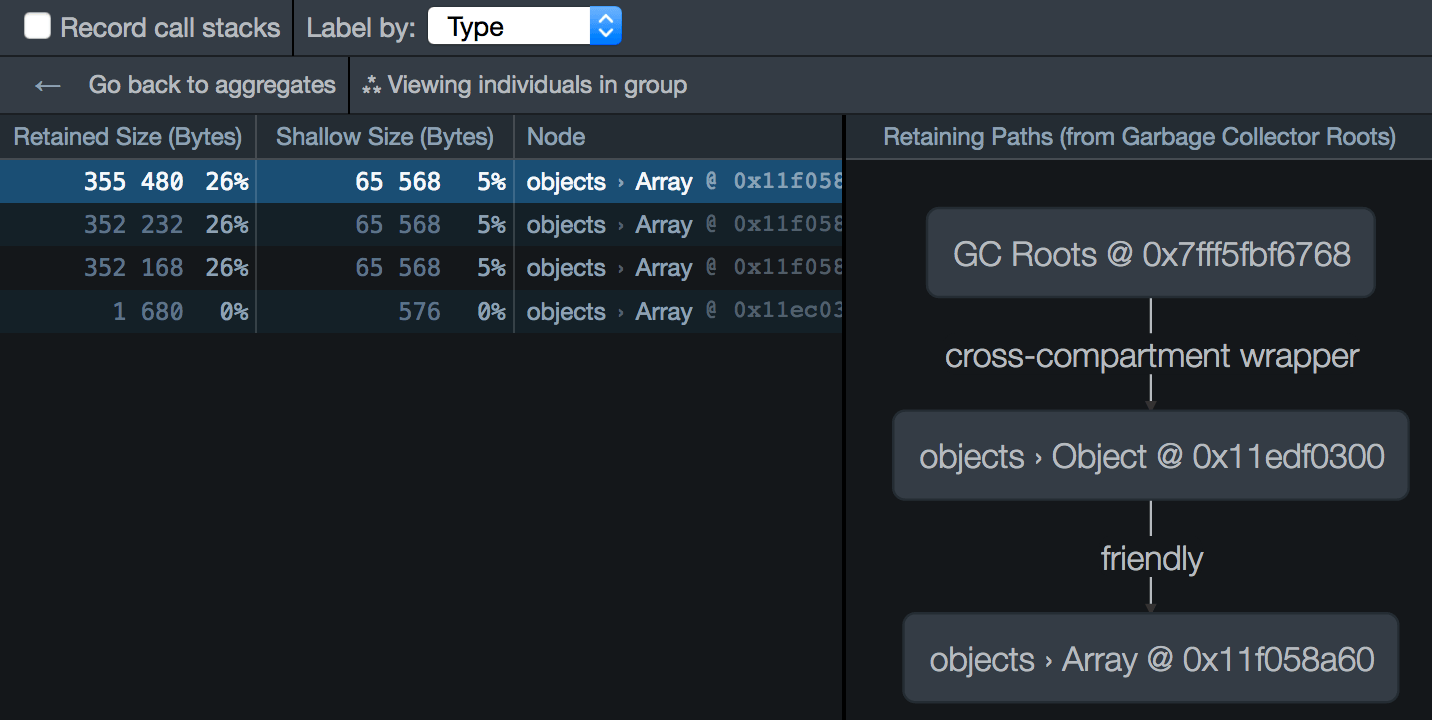 Record call stacks Label by: Type
← Go back to aggregates ⁂ Viewing individuals in group
Retained Size (Bytes) Shallow Size (Bytes) Node
355 480 26% 65 568 5% objects › Array @ 0x11f058
352 232 26% 65 568 5% objects › Array @ 0x11f058
352 168 26% 65 568 5% objects › Array @ 0x11f058
1 680 0% 576 0% objects › Array @ 0x11ec03
Retaining Paths (from Garbage Collector Roots)
GC Roots @ 0x7fff5fbf6768
cross-compartment wrapper
objects › Object @ 0x11edf0300
friendly
objects › Array @ 0x11f058a60